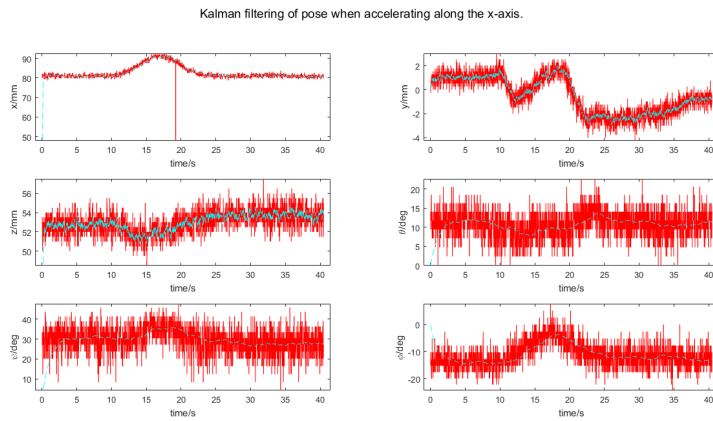 Kalman filtering of pose when accelerating along the x-axis.
90
80
70
60
50
x/mm
0 5 10 15 20 25 30 35 40
time/s
2
0
-2
-4
y/mm
0 5 10 15 20 25 30 35 40
time/s
56
54
52
50
z/mm
0 5 10 15 20 25 30 35 40
time/s
20
15
10
5
0
θ/deg
0 5 10 15 20 25 30 35 40
time/s
40
30
20
10
/deg
0 5 10 15 20 25 30 35 40
time/s
0
-10
-20
ϕ/deg
0 5 10 15 20 25 30 35 40
time/s